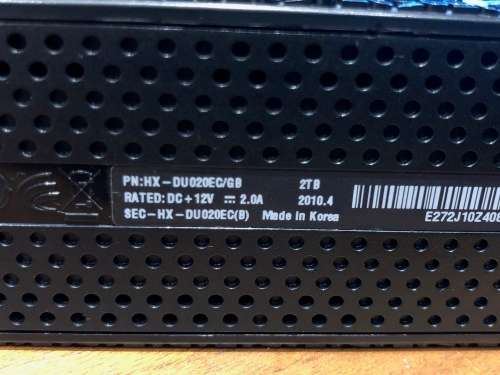 PN:HX-DU020EC/GB 2TB
RATED:DC+12V ⎓ 2.0A 2010.4
SEC-HX-DU020EC(B) Made in Korea